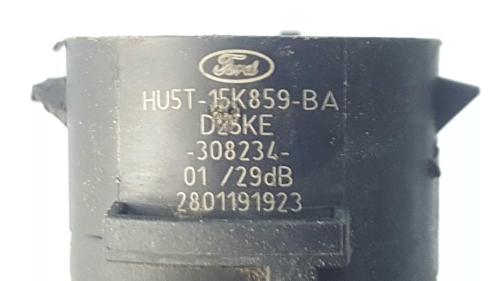 Ford
HU5T-15K859-BA
D25KE
-308234-
01 /29dB
2801191923